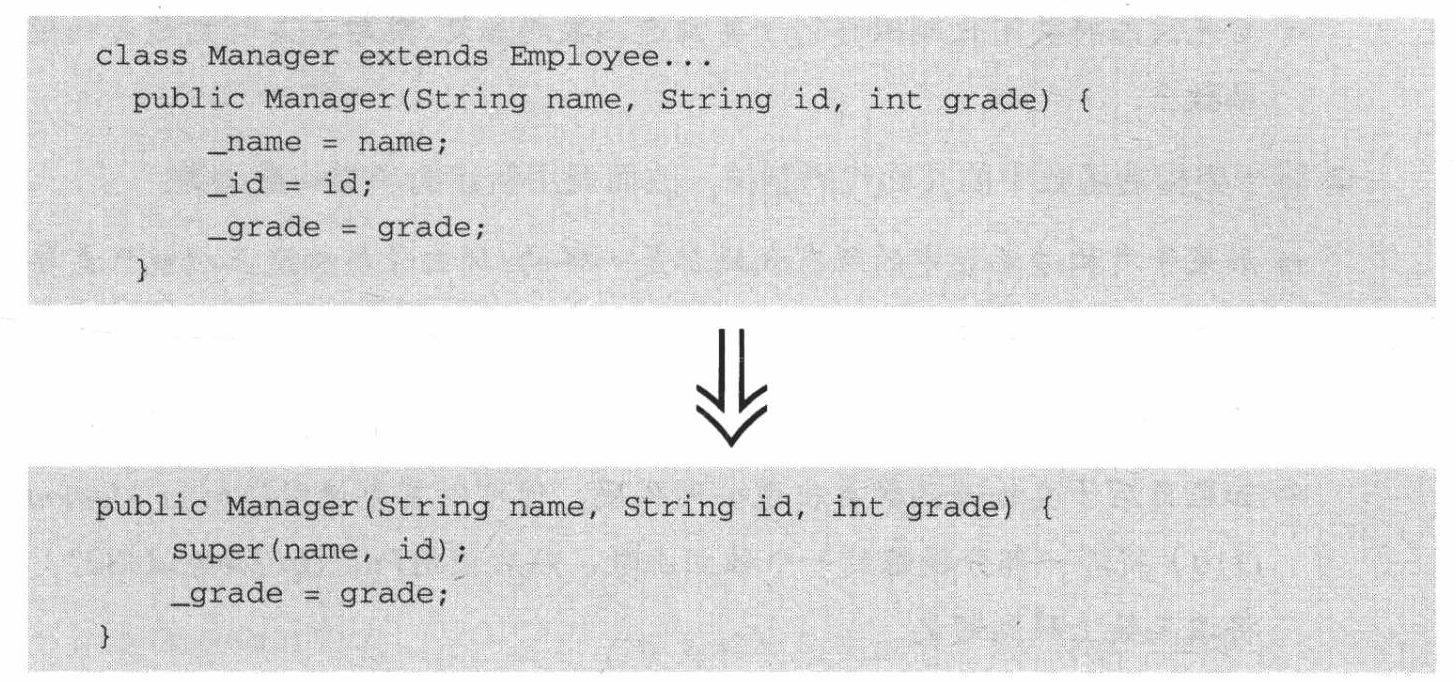 class Manager extends Employee...
public Manager(String name, String id, int grade) {
_name = name;
_id = id;
_grade = grade;
}
public Manager(String name, String id, int grade) {
super(name, id);
_grade = grade;
}